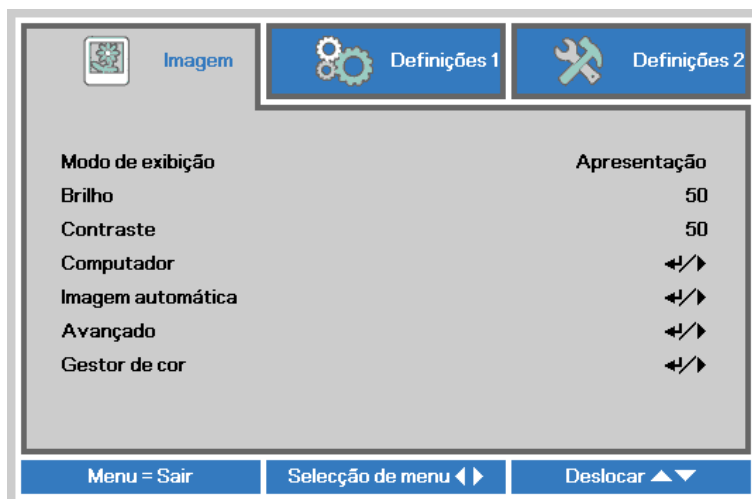 Imagem Definições 1 Definições 2
Modo de exibição Apresentação
Brilho 50
Contraste 50
Computador
Imagem automática
Avançado
Gestor de cor
Menu = Sair Selecção de menu Deslocar